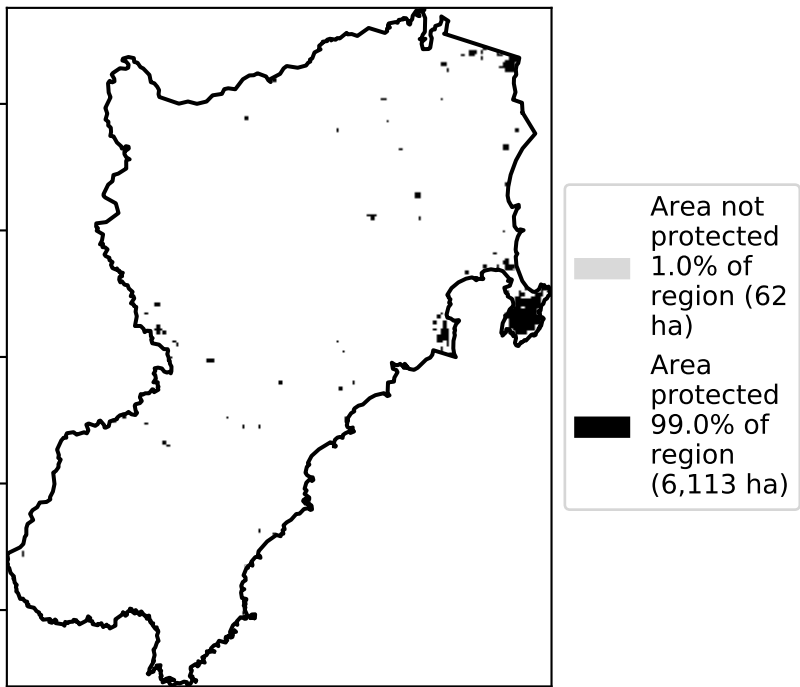 Area not
protected
1.0% of
region (62
ha)
Area
protected
99.0% of
region
(6,113 ha)